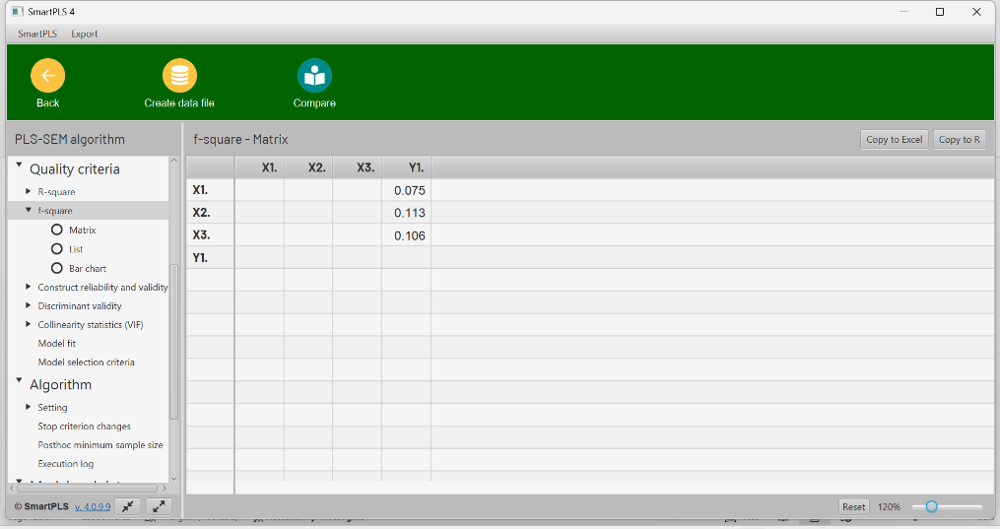 SmartPLS 4
SmartPLS Export
Back Create data file Compare
PLS-SEM algorithm
f-square - Matrix
Copy to Excel Copy to R
Quality criteria
R-square
f-square
Matrix
List
Bar chart
Construct reliability and validity
Discriminant validity
Collinearity statistics (VIF)
Model fit
Model selection criteria
Algorithm
Setting
Stop criterion changes
Posthoc minimum sample size
Execution log
X1. X2. X3. Y1.
X1. 0.075
X2. 0.113
X3. 0.106
Y1.
© SmartPLS v. 4.0.9.9
Reset 120%